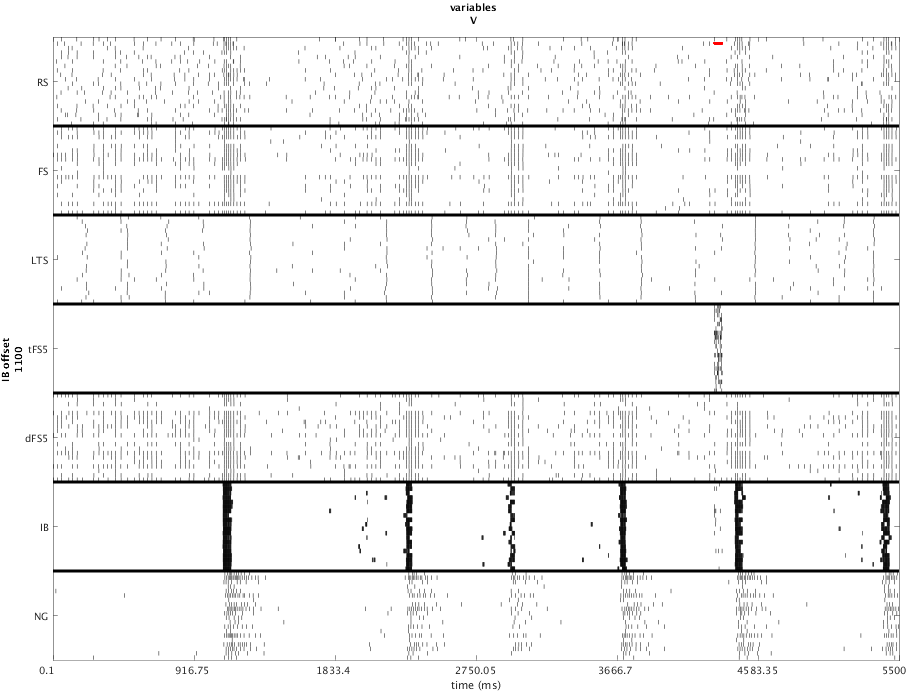 variables
V
RS
FS
LTS
tFS5
dFS5
IB
NG
IB offset
1100
0.1 916.75 1833.4 2750.05 3666.7 4583.35 5500
time (ms)